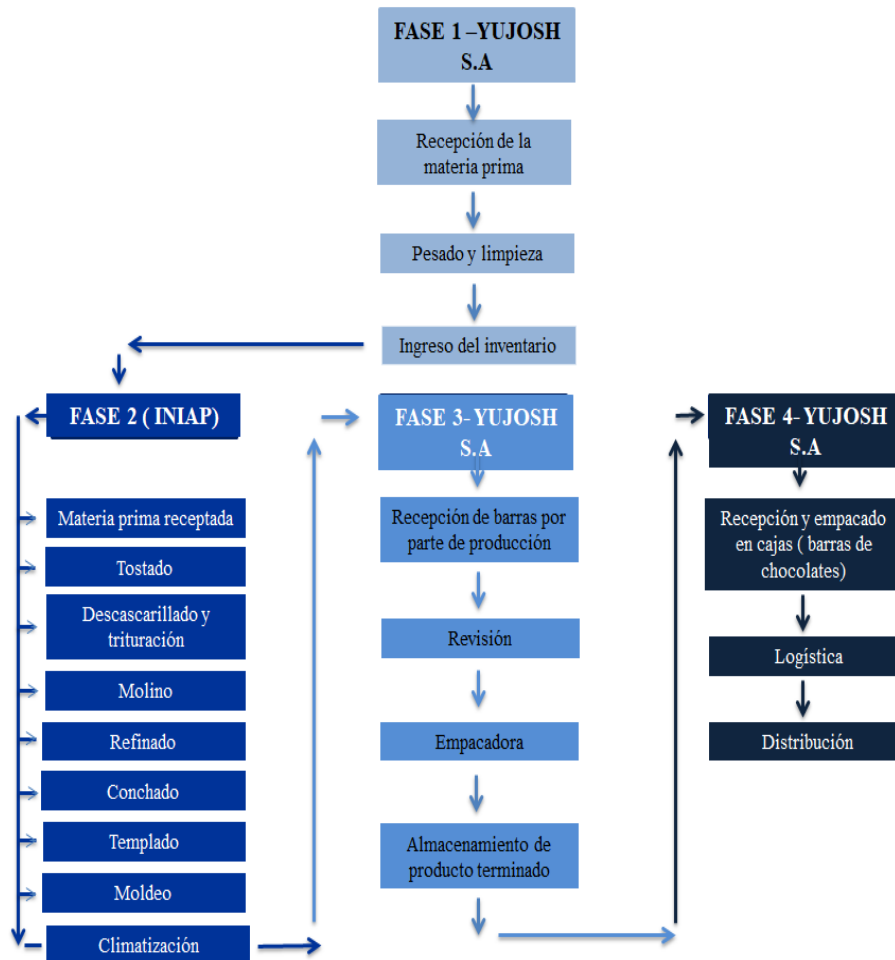 FASE 1 –YUJOSH
S.A
Recepción de la
materia prima
Pesado y limpieza
Ingreso del inventario
FASE 2 ( INIAP)
Materia prima receptada
Tostado
Descascarillado y
trituración
Molino
Refinado
Conchado
Templado
Moldeo
Climatización
FASE 3- YUJOSH
S.A
Recepción de barras por
parte de producción
Revisión
Empacadora
Almacenamiento de
producto terminado
FASE 4- YUJOSH
S.A
Recepción y empacado
en cajas ( barras de
chocolates)
Logística
Distribución